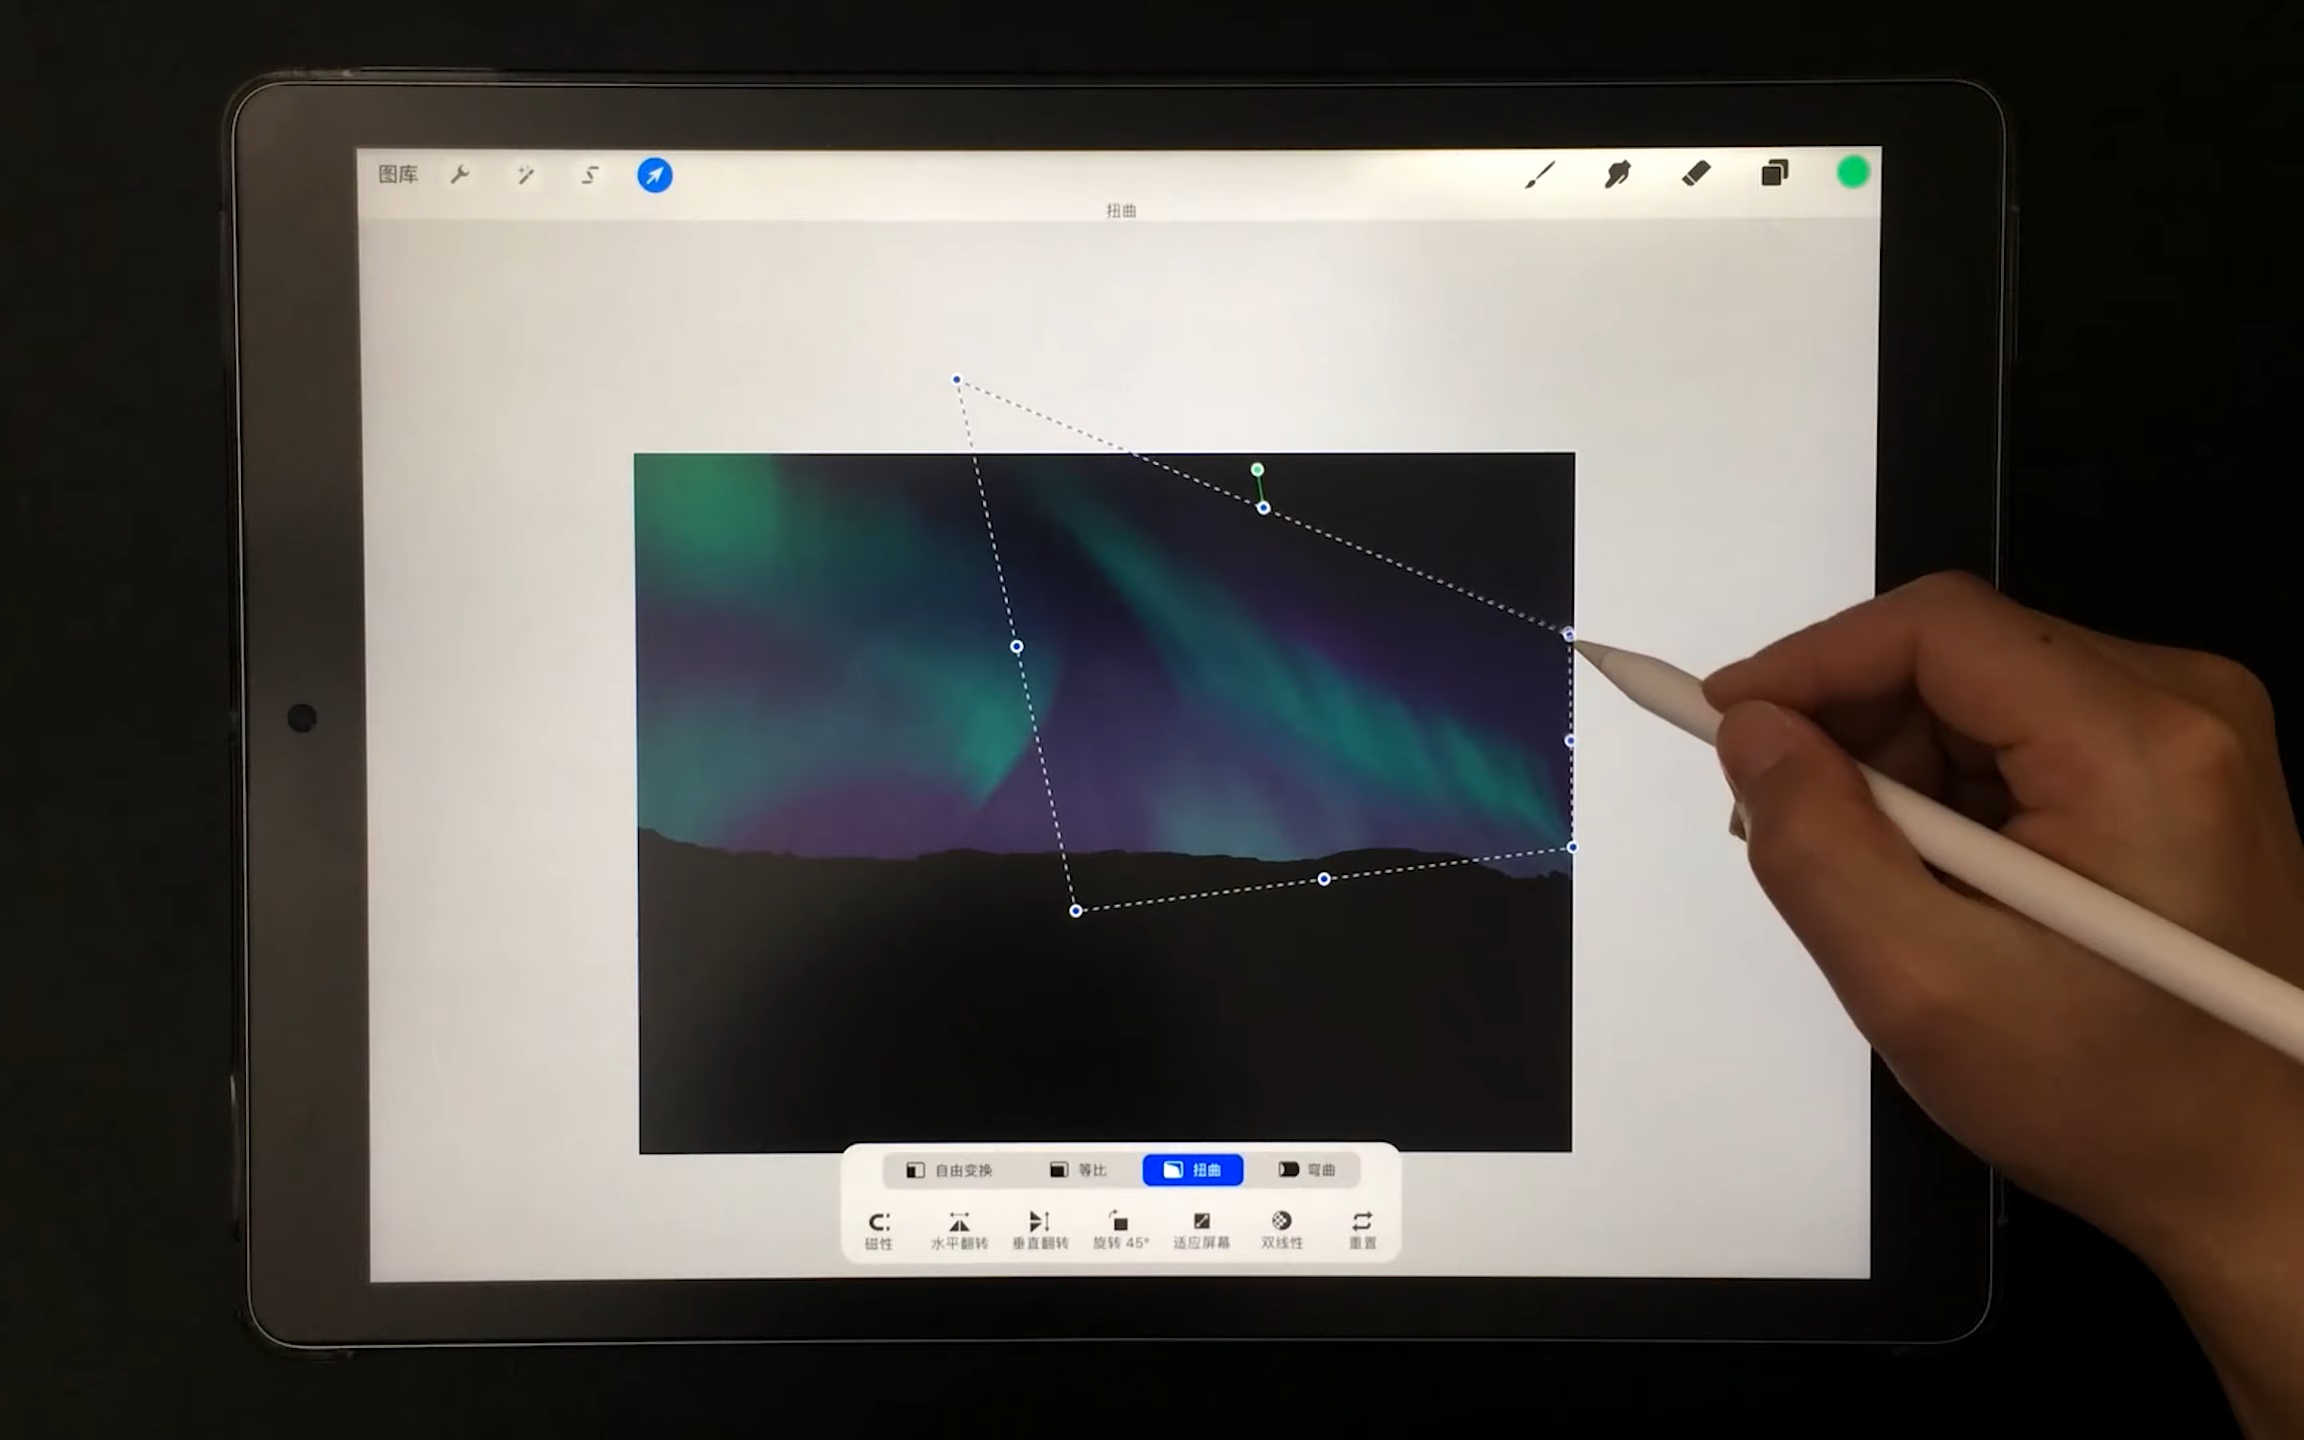 图库
扭曲
自由变换 等比 扭曲 弯曲
磁性 水平翻转 垂直翻转 旋转 45° 适应屏幕 双线性 重置